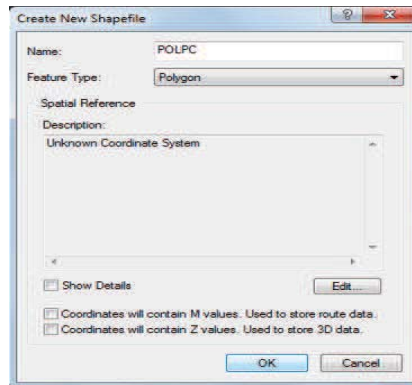 Create New Shapefile
Name: POLPC
Feature Type: Polygon
Spatial Reference
Description:
Unknown Coordinate System
Show Details Edit...
Coordinates will contain M values. Used to store route data.
Coordinates will contain Z values. Used to store 3D data.
OK Cancel